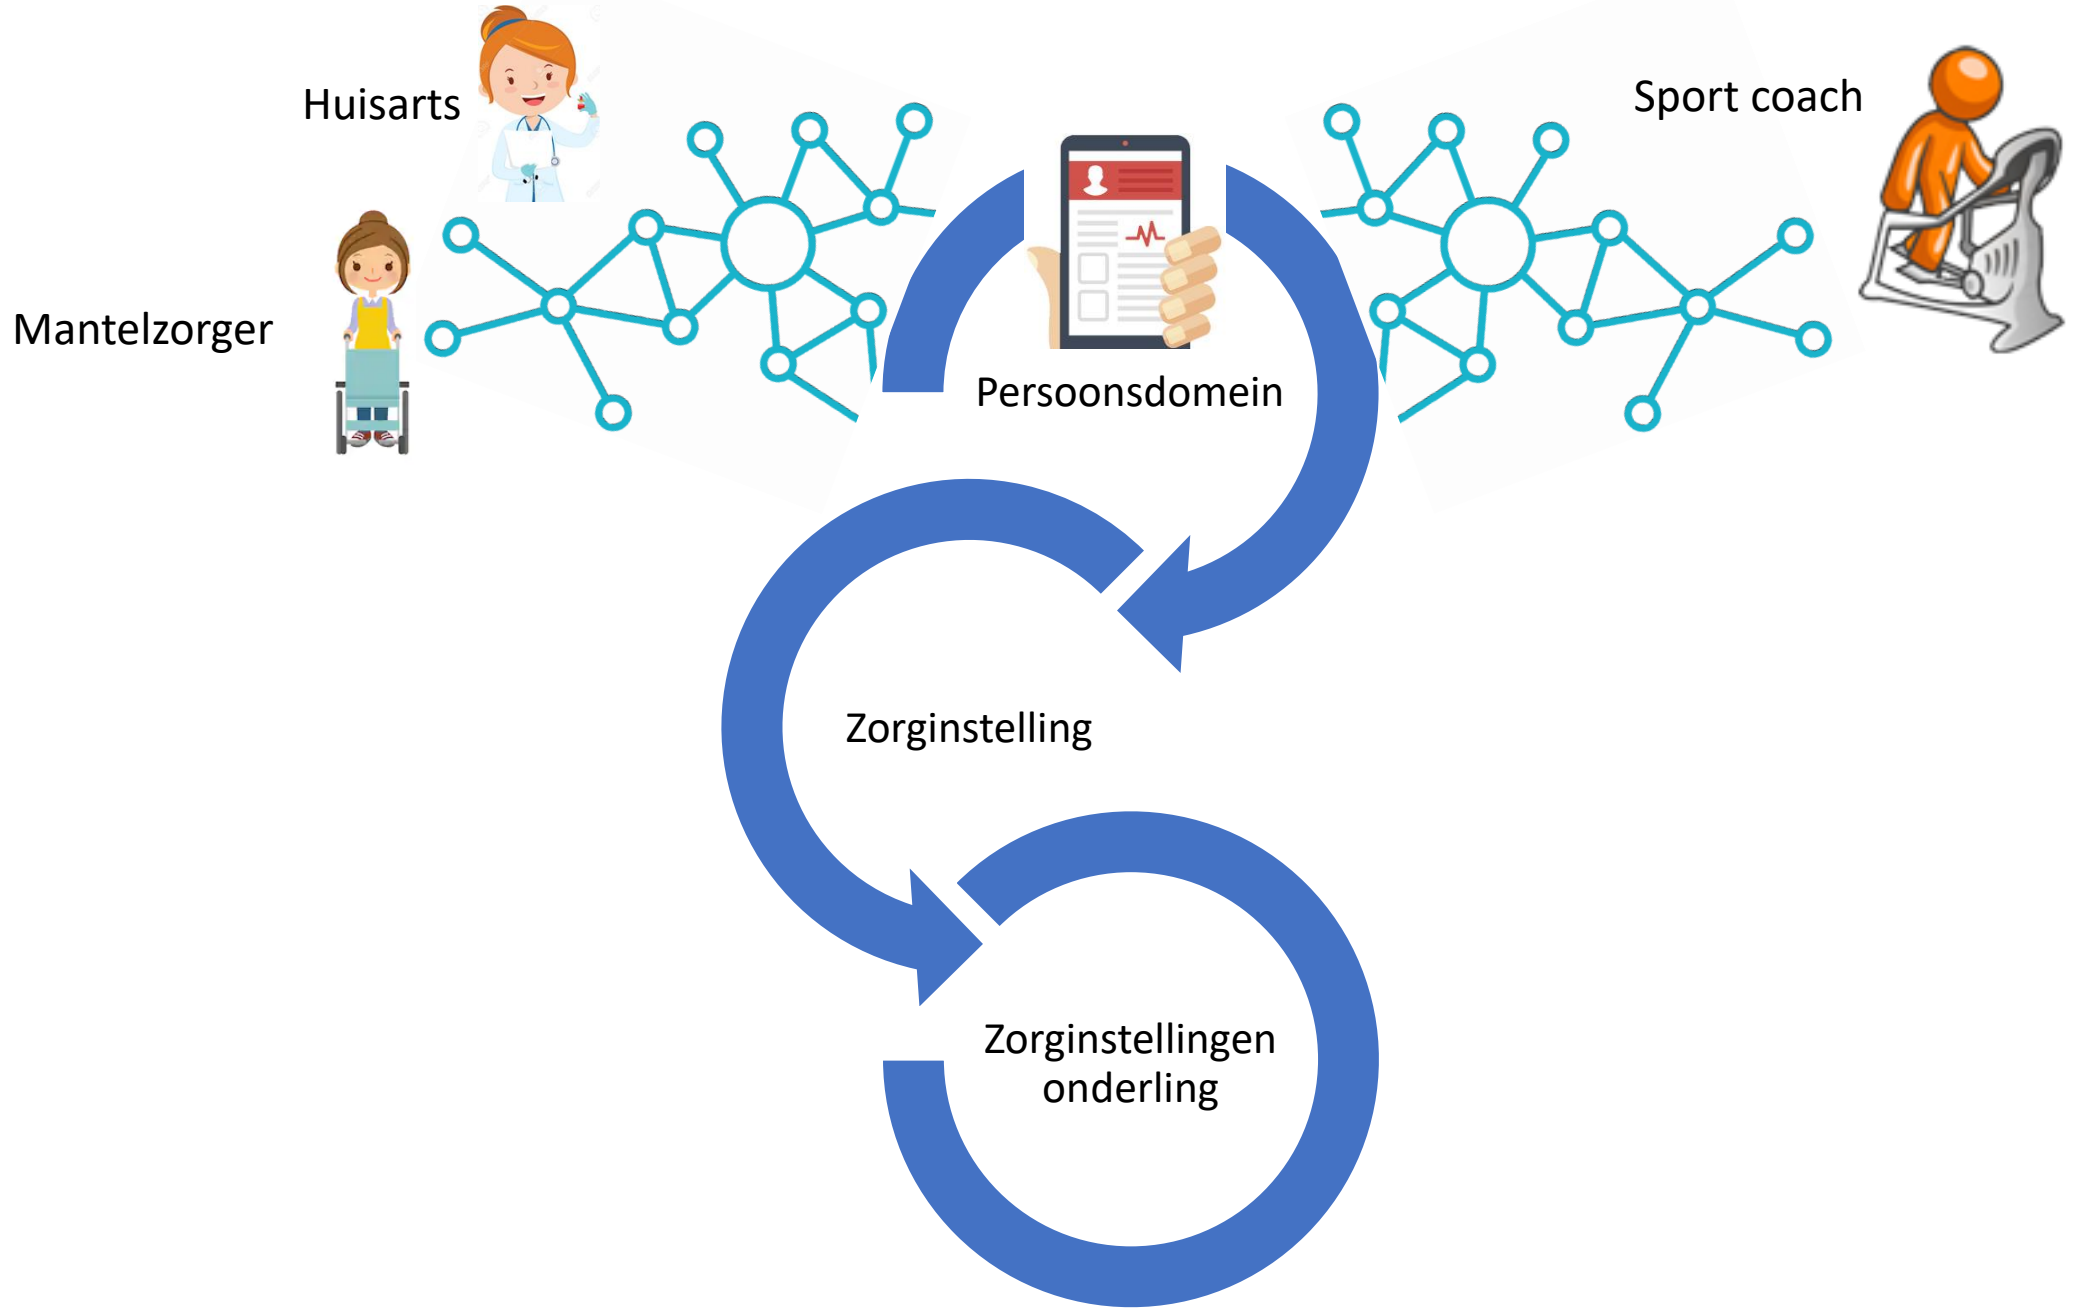 Huisarts
Sport coach
Mantelzorger
Persoonsdomein
Zorginstelling
Zorginstellingen
onderling